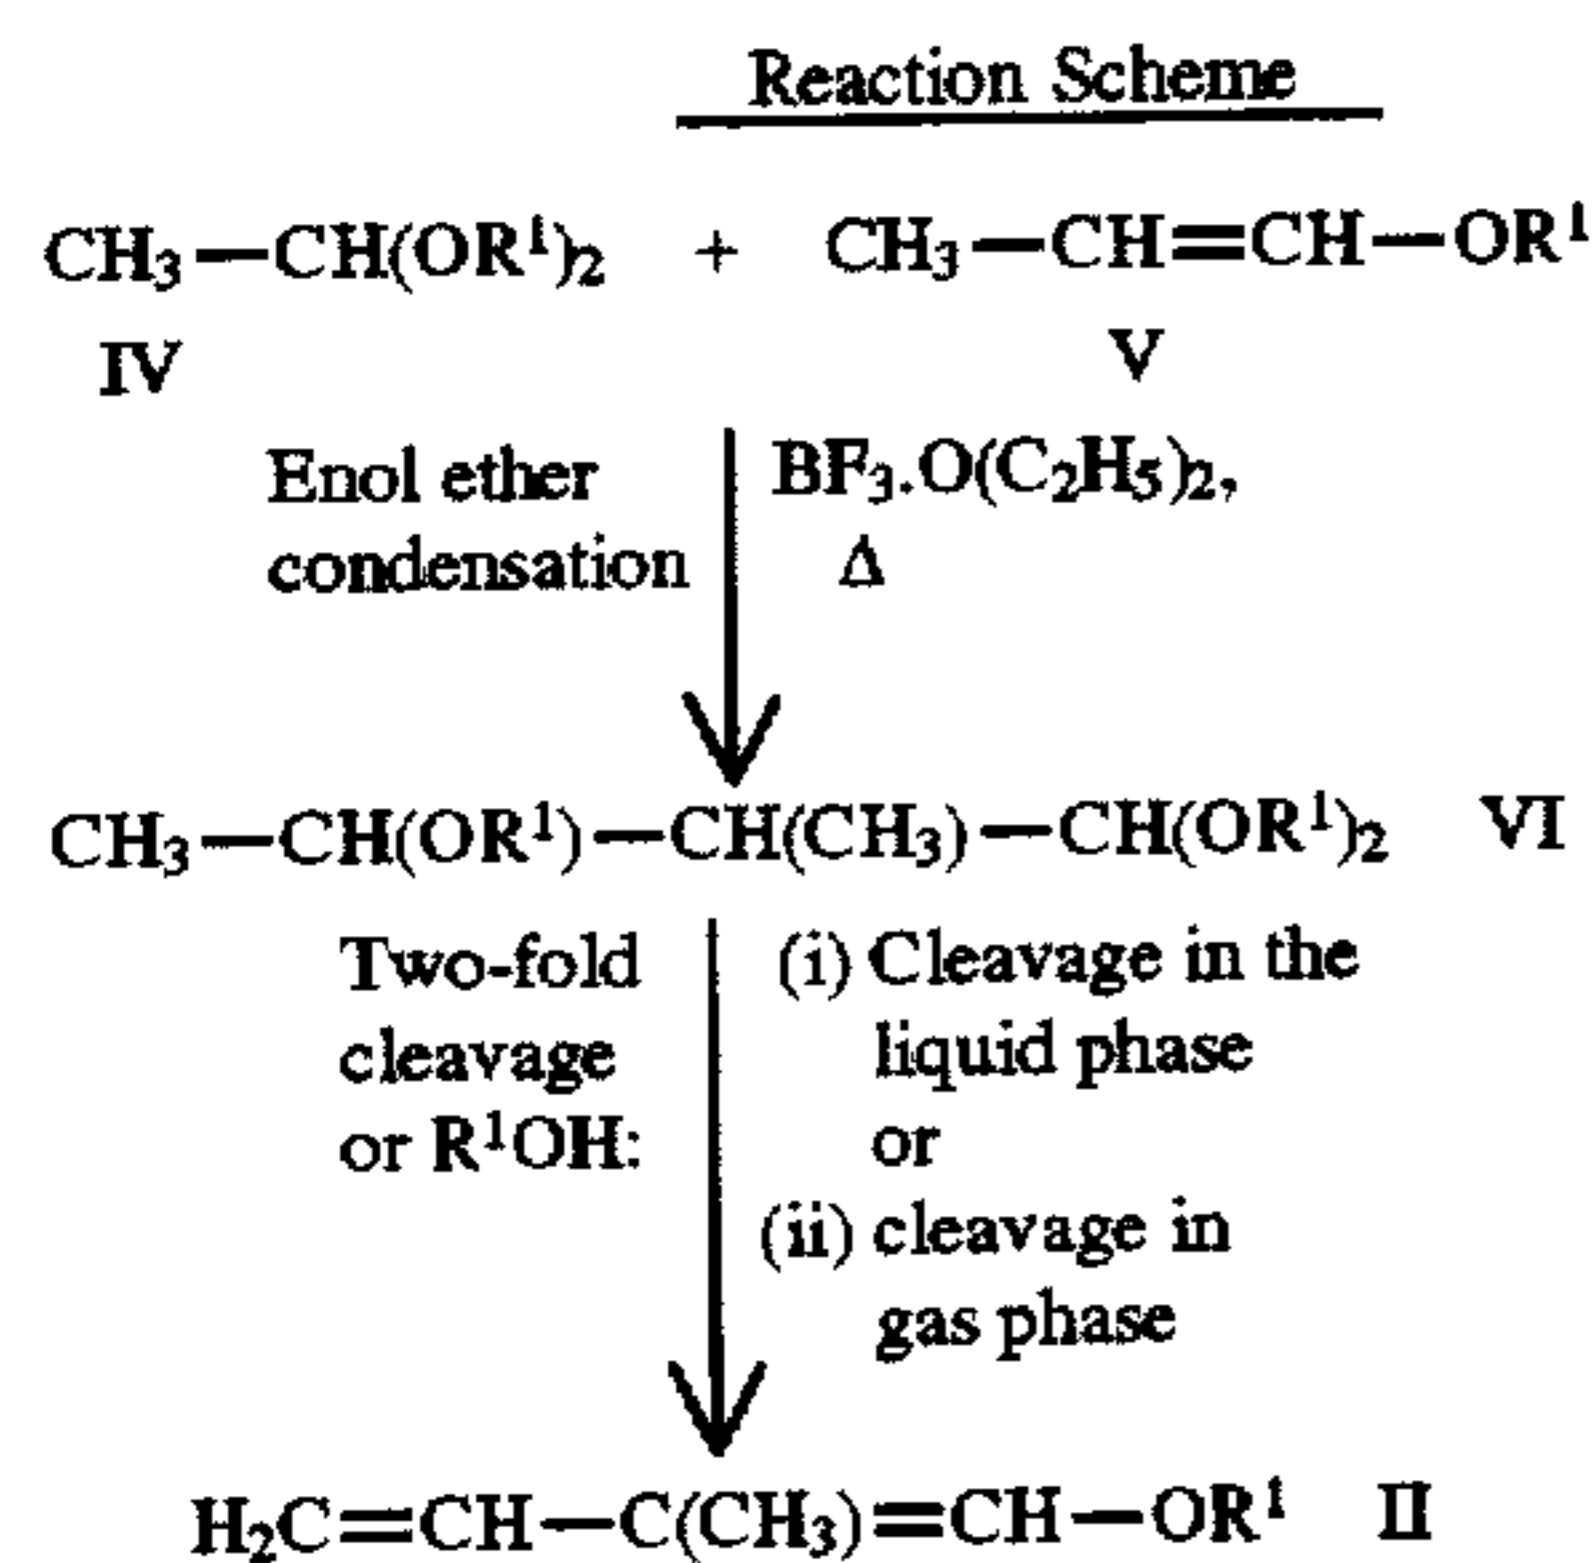 Reaction Scheme
CH₃—CH(OR¹)₂ + CH₃—CH=CH—OR¹
IV V
Enol ether
condensation
BF₃.O(C₂H₅)₂,
Δ
CH₃—CH(OR¹)—CH(CH₃)—CH(OR¹)₂ VI
Two-fold
cleavage
or R¹OH:
(i) Cleavage in the
liquid phase
or
(ii) cleavage in
gas phase
H₂C=CH—C(CH₃)=CH—OR¹ II